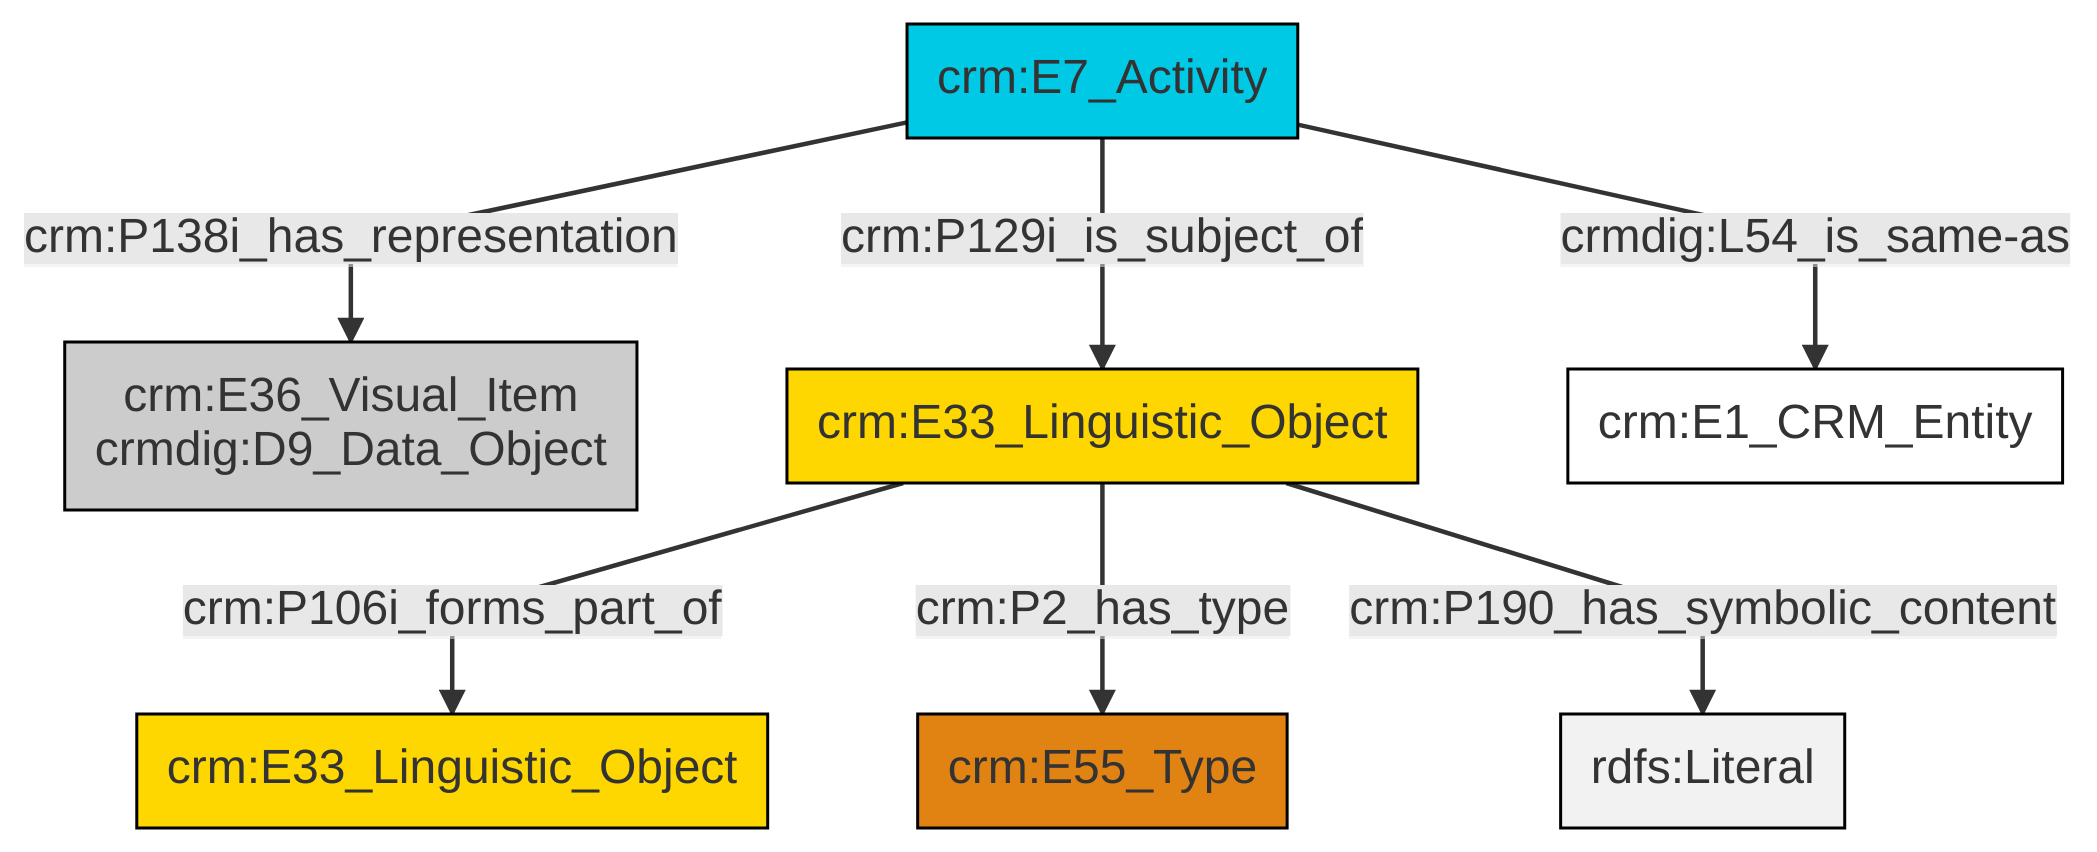 crm:E7_Activity
crm:P138i_has_representation
crm:P129i_is_subject_of
crmdig:L54_is_same-as
crm:E36_Visual_Item
crmdig:D9_Data_Object
crm:E33_Linguistic_Object
crm:E1_CRM_Entity
crm:P106i_forms_part_of
crm:P2_has_type
crm:P190_has_symbolic_content
crm:E33_Linguistic_Object
crm:E55_Type
rdfs:Literal